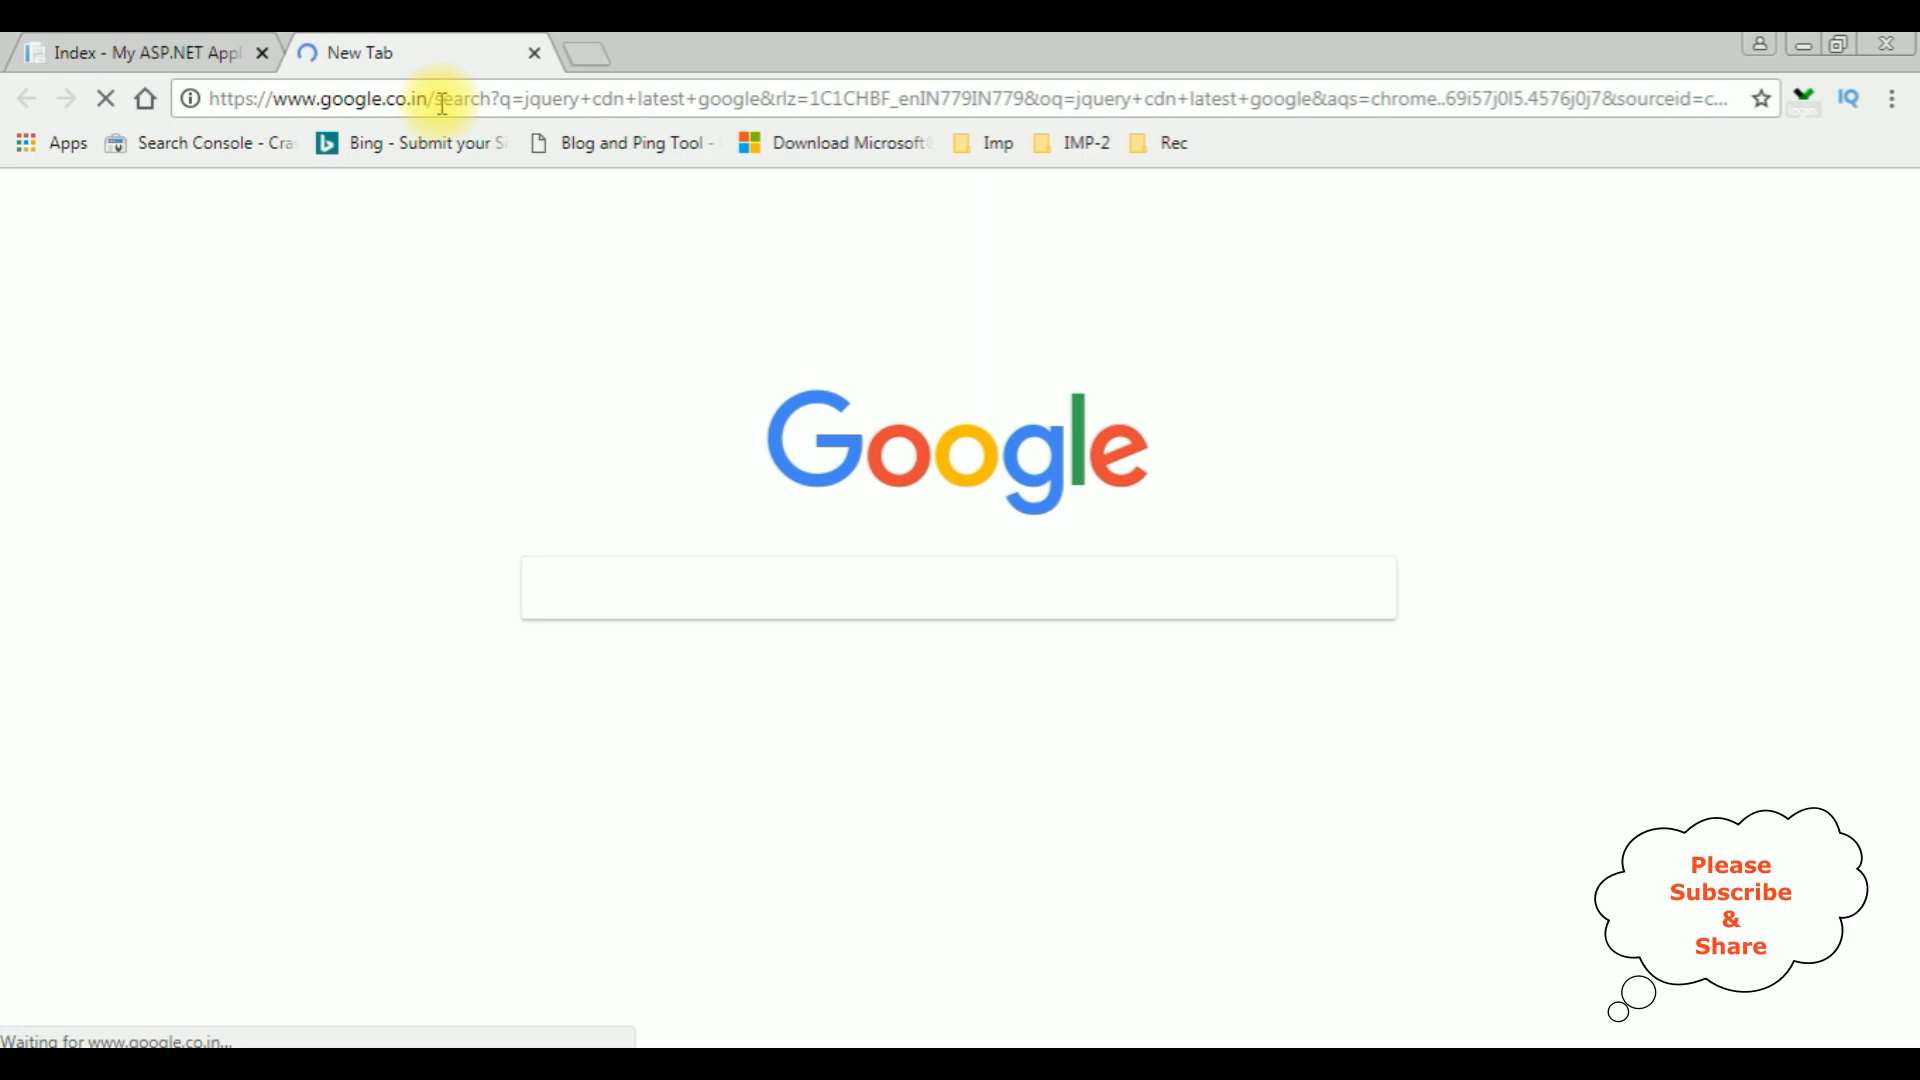 Index - My ASP.NET Appl
New Tab
https://www.google.co.in/search?q=jquery+cdn+latest+google&rlz=1C1CHBF_enIN779IN779&oq=jquery+cdn+latest+google&aqs=chrome..69i57j0l5.4576j0j7&sourceid=c...
IQ
Apps
Search Console - Cra
Bing - Submit your Si
Blog and Ping Tool -
Download Microsoft
Imp
IMP-2
Rec
Google
Please
Subscribe
&
Share
Waiting for www.google.co.in...